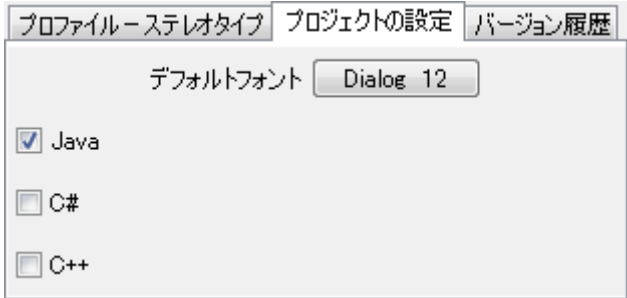 プロファイル－ステレオタイプ プロジェクトの設定 バージョン履歴
デフォルトフォント Dialog 12
Java
C#
C++